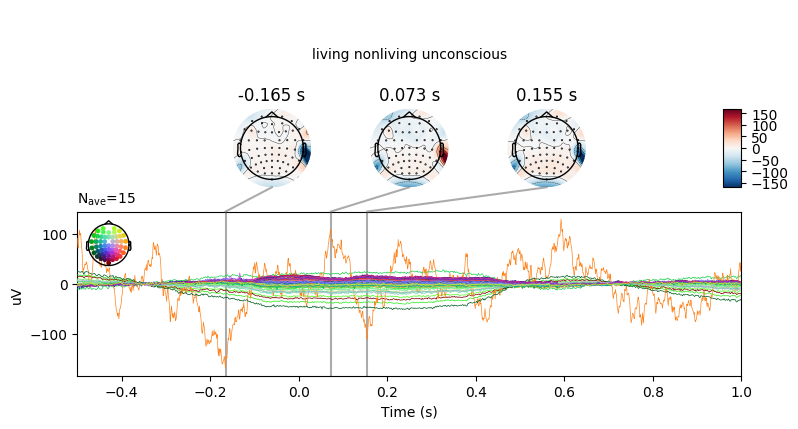 living nonliving unconscious
-0.165 s 0.073 s 0.155 s
150
100
50
0
−50
−100
−150
Nave=15
100
0
−100
uV
−0.4 −0.2 0.0 0.2 0.4 0.6 0.8 1.0
Time (s)